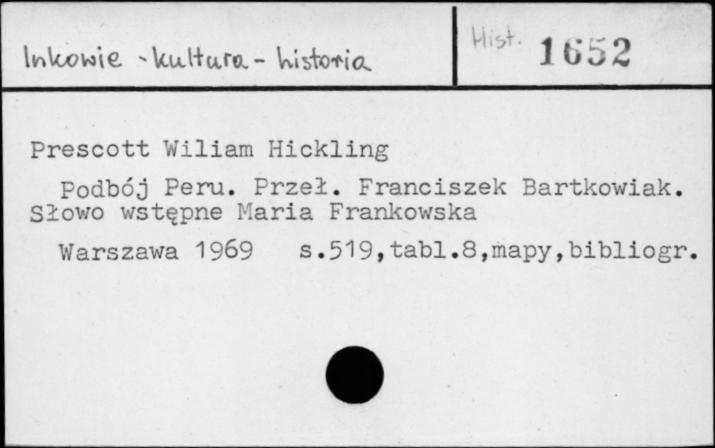 Inkowie - kultura - historia
Hist. 1652
Prescott Wiliam Hickling
Podbój Peru. Przeł. Franciszek Bartkowiak.
Słowo wstępne Maria Frankowska
Warszawa 1969 s.519,tabl.8,mapy,bibliogr.